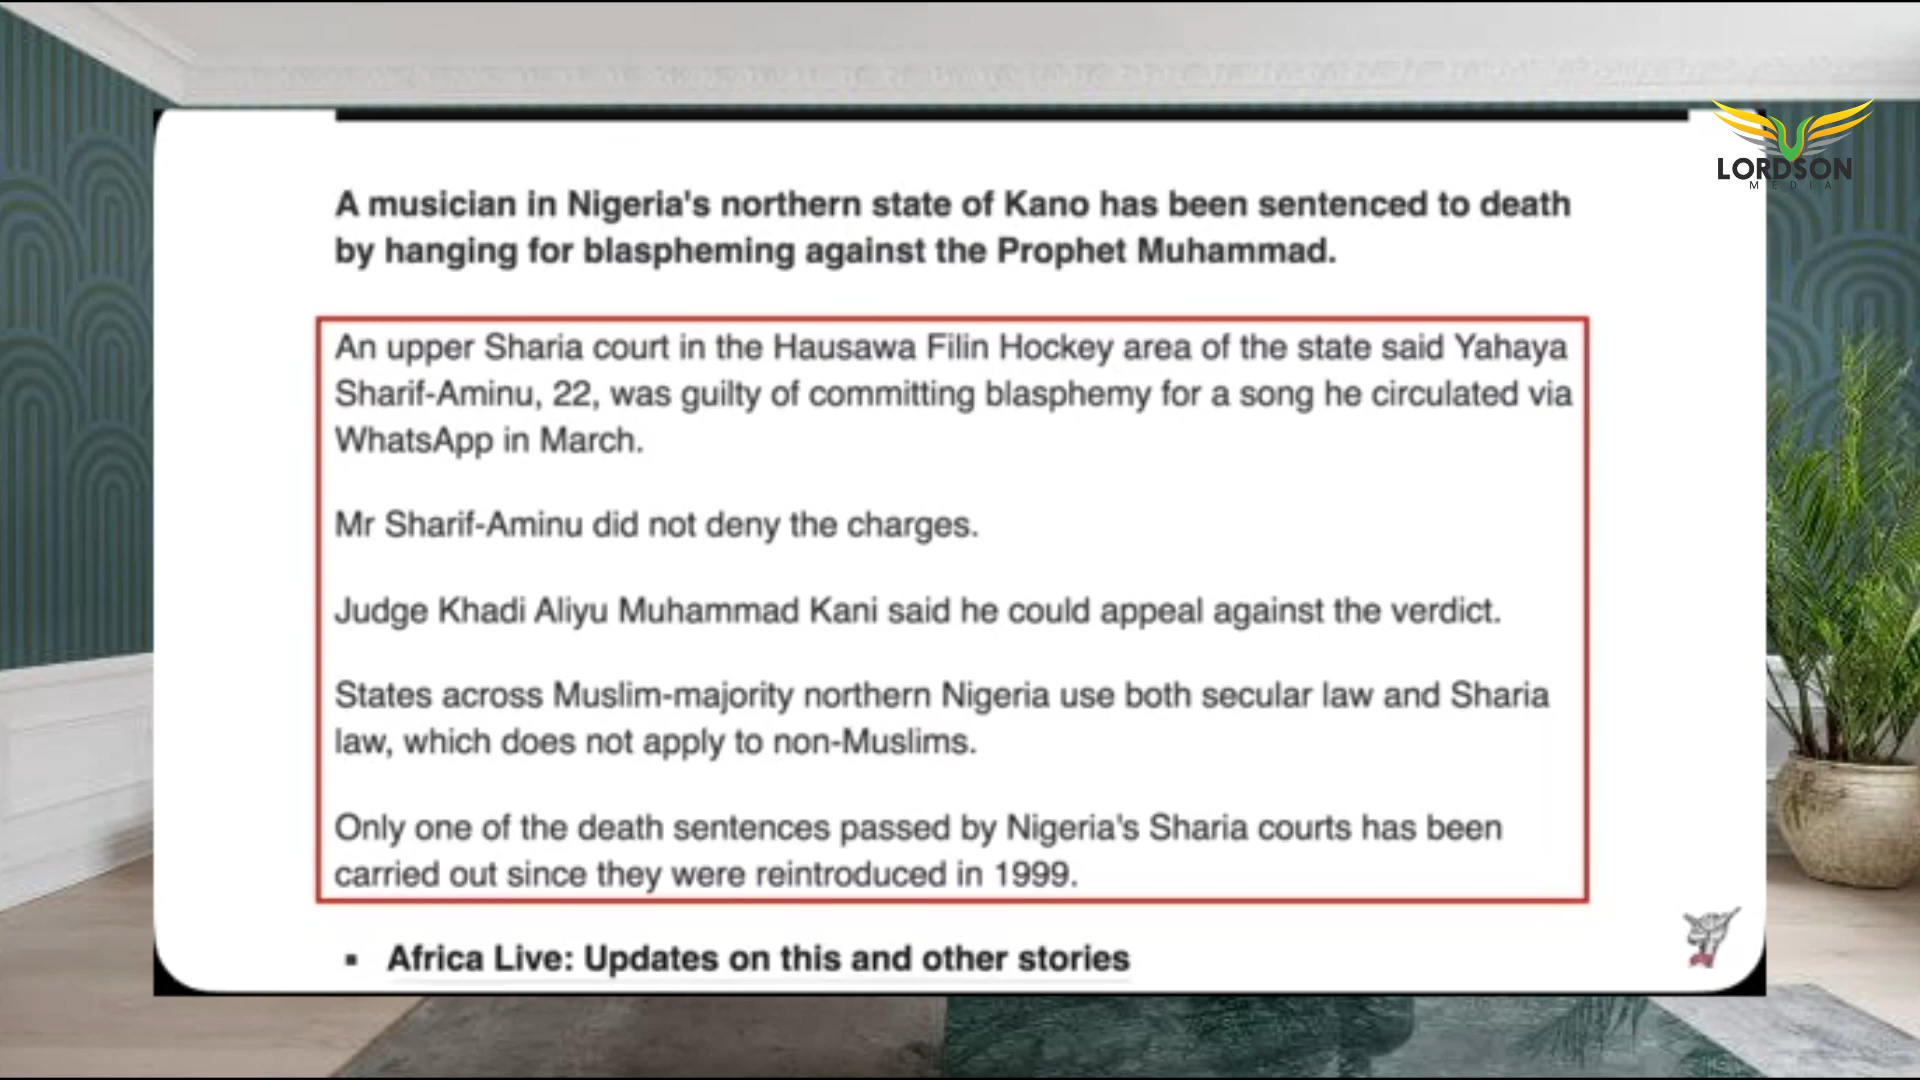 LORDSON
MEDIA
A musician in Nigeria's northern state of Kano has been sentenced to death
by hanging for blaspheming against the Prophet Muhammad.
An upper Sharia court in the Hausawa Filin Hockey area of the state said Yahaya
Sharif-Aminu, 22, was guilty of committing blasphemy for a song he circulated via
WhatsApp in March.
Mr Sharif-Aminu did not deny the charges.
Judge Khadi Aliyu Muhammad Kani said he could appeal against the verdict.
States across Muslim-majority northern Nigeria use both secular law and Sharia
law, which does not apply to non-Muslims.
Only one of the death sentences passed by Nigeria's Sharia courts has been
carried out since they were reintroduced in 1999.
▪ Africa Live: Updates on this and other stories